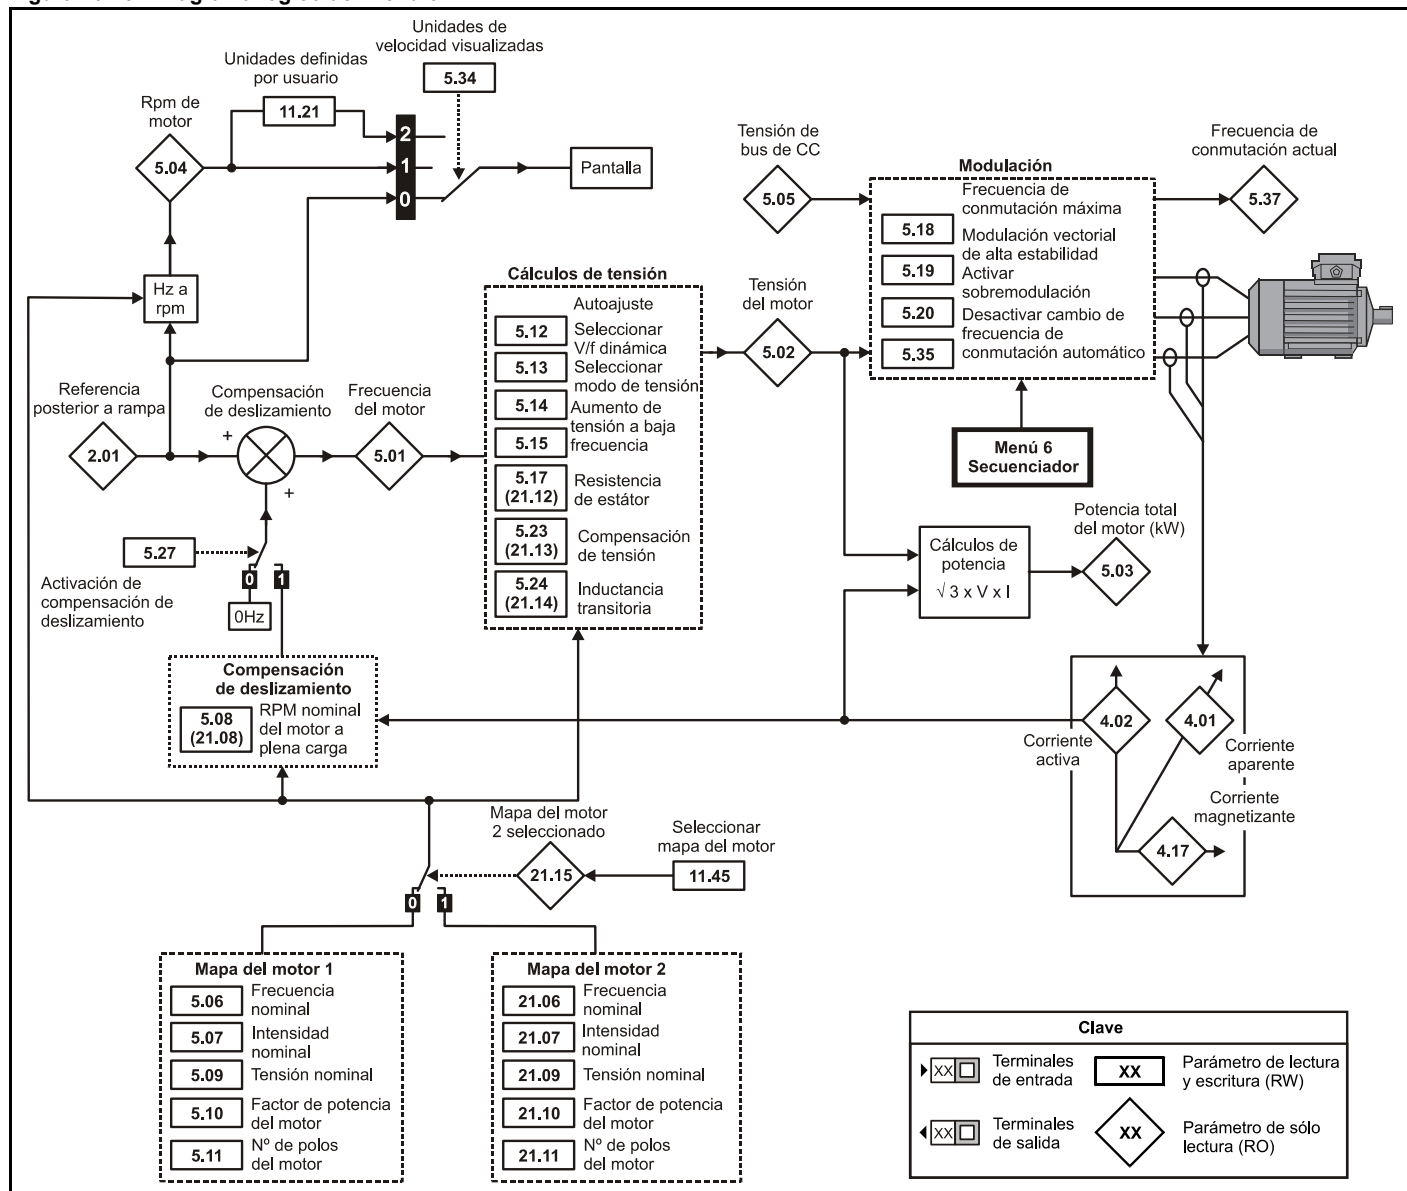 Unidades de
velocidad visualizadas
5.34
Unidades definidas
por usuario
11.21
Rpm de
motor
5.04
2
1
0
Pantalla
Hz a
rpm
Referencia
posterior a rampa
2.01
Compensación
de deslizamiento
+
+
Frecuencia
del motor
5.01
5.27
Activación de
compensación de
deslizamiento
0
1
0Hz
Compensación
de deslizamiento
5.08
(21.08)
RPM nominal
del motor a
plena carga
Cálculos de tensión
Autoajuste
5.12
Seleccionar
V/f dinámica
5.13
Seleccionar
modo de tensión
5.14
Aumento de
tensión a baja
frecuencia
5.15
5.17
(21.12)
Resistencia
de estátor
5.23
(21.13)
Compensación
de tensión
5.24
(21.14)
Inductancia
transitoria
Tensión
del motor
5.02
Tensión de
bus de CC
5.05
Modulación
Frecuencia de
conmutación máxima
5.18
Modulación vectorial
de alta estabilidad
5.19
Activar
sobremodulación
5.20
Desactivar cambio de
frecuencia de
conmutación automático
5.35
Frecuencia de
conmutación actual
5.37
Menú 6
Secuenciador
Cálculos de
potencia
√ 3 x V x I
Potencia total
del motor (kW)
5.03
4.02
Corriente
activa
4.01
Corriente
aparente
Corriente
magnetizante
4.17
Mapa del motor
2 seleccionado
21.15
Seleccionar
mapa del motor
11.45
0
1
Mapa del motor 1
5.06
Frecuencia
nominal
5.07
Intensidad
nominal
5.09
Tensión nominal
5.10
Factor de potencia
del motor
5.11
Nº de polos
del motor
Mapa del motor 2
21.06
Frecuencia
nominal
21.07
Intensidad
nominal
21.09
Tensión nominal
21.10
Factor de potencia
del motor
21.11
Nº de polos
del motor
Clave
XX
Terminales
de entrada
XX
Parámetro de lectura
y escritura (RW)
XX
Terminales
de salida
XX
Parámetro de sólo
lectura (RO)